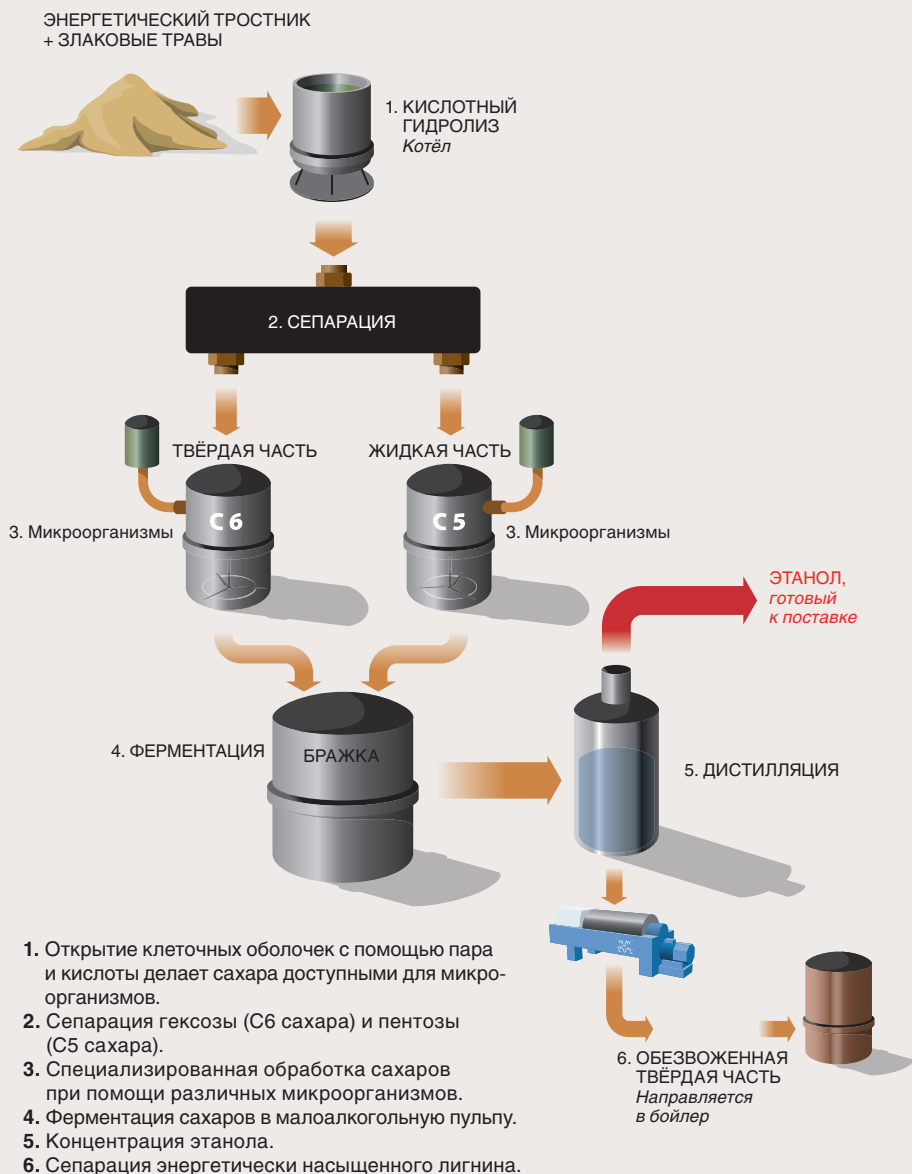 ЭНЕРГЕТИЧЕСКИЙ ТРОСТНИК
+ ЗЛАКОВЫЕ ТРАВЫ
1. КИСЛОТНЫЙ
ГИДРОЛИЗ
Котёл
2. СЕПАРАЦИЯ
ТВЁРДАЯ ЧАСТЬ
ЖИДКАЯ ЧАСТЬ
C 6
C 5
3. Микроорганизмы
3. Микроорганизмы
ЭТАНОЛ,
готовый
к поставке
4. ФЕРМЕНТАЦИЯ
БРАЖКА
5. ДИСТИЛЛЯЦИЯ
6. ОБЕЗВОЖЕННАЯ
ТВЁРДАЯ ЧАСТЬ
Направляется
в бойлер
1. Открытие клеточных оболочек с помощью пара
и кислоты делает сахара доступными для микро-
организмов.
2. Сепарация гексозы (C6 сахара) и пентозы
(C5 сахара).
3. Специализированная обработка сахаров
при помощи различных микроорганизмов.
4. Ферментация сахаров в малоалкогольную пульпу.
5. Концентрация этанола.
6. Сепарация энергетически насыщенного лигнина.